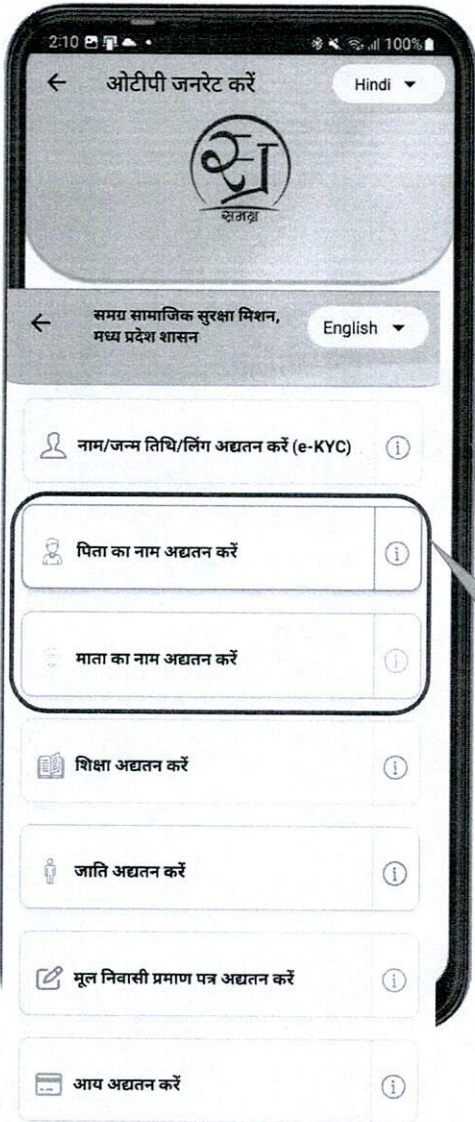 2:10 100%
ओटीपी जनरेट करें Hindi
समग्र
समग्र सामाजिक सुरक्षा मिशन,
मध्य प्रदेश शासन English
नाम/जन्म तिथि/लिंग अद्यतन करें (e-KYC)
पिता का नाम अद्यतन करें
माता का नाम अद्यतन करें
शिक्षा अद्यतन करें
जाति अद्यतन करें
मूल निवासी प्रमाण पत्र अद्यतन करें
आय अद्यतन करें